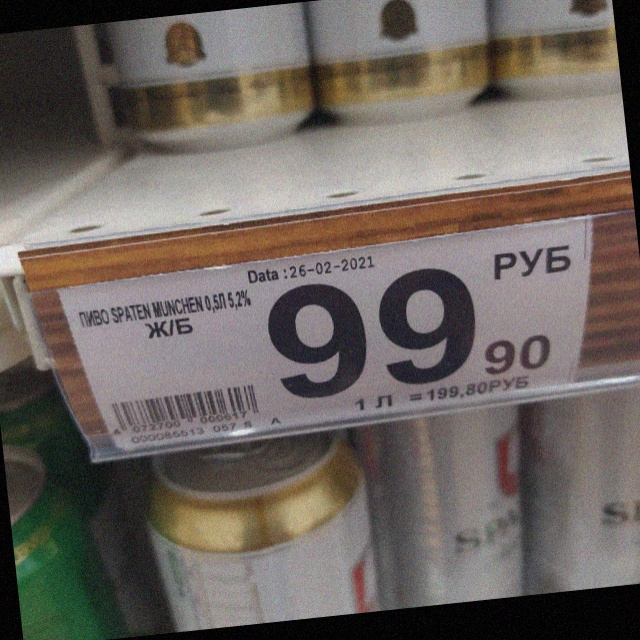 Data :26-02-2021
ПИВО SPATEN MUNCHEN 0,5Л 5,2%
Ж/Б
99 90
РУБ
1 Л =199,80РУБ